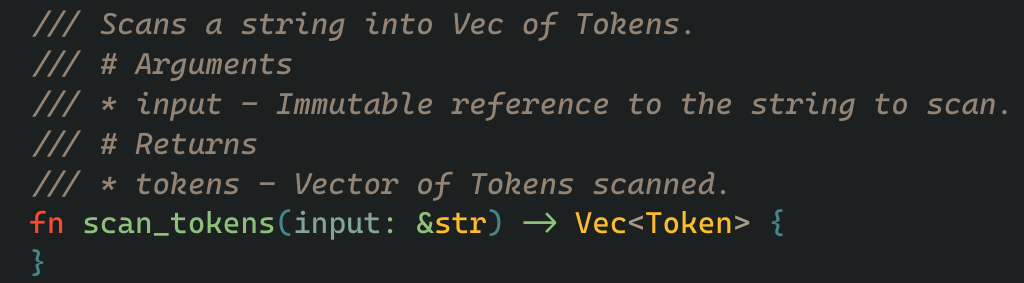 /// Scans a string into Vec of Tokens.
/// # Arguments
/// * input - Immutable reference to the string to scan.
/// # Returns
/// * tokens - Vector of Tokens scanned.
fn scan_tokens(input: &str) -> Vec<Token> {
}